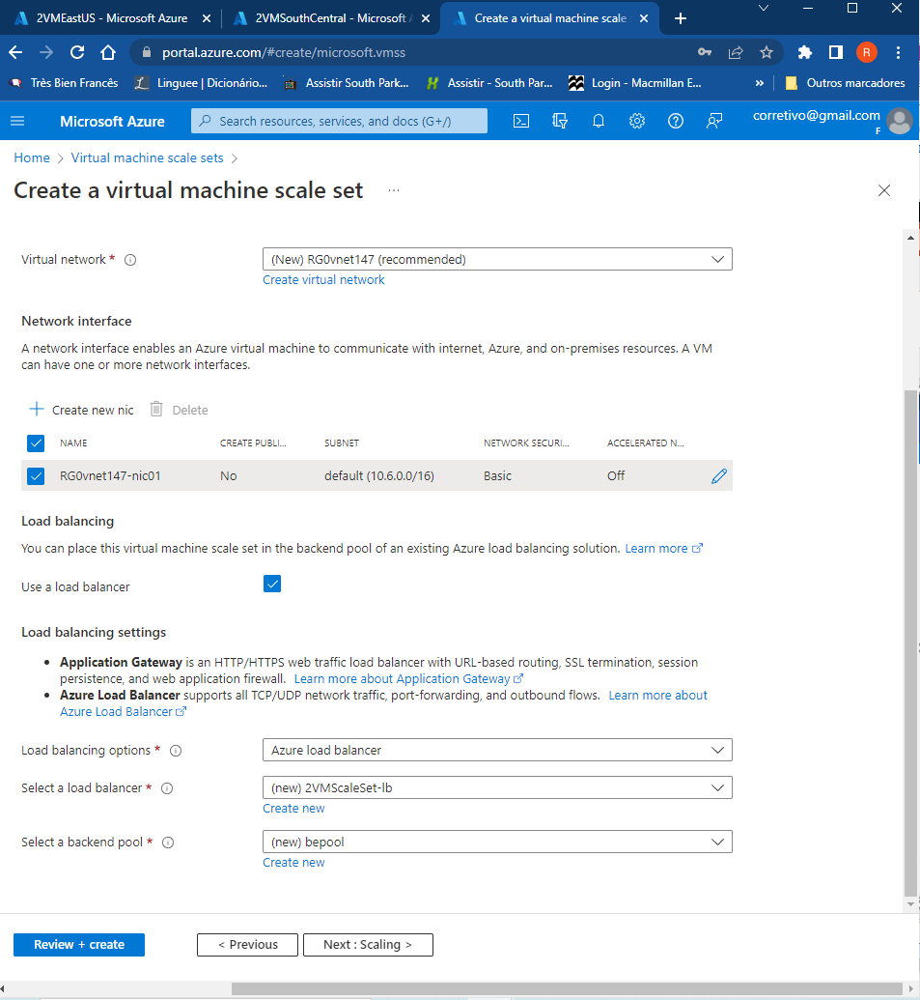 2VMEastUS - Microsoft Azure
2VMSouthCentral - Microsoft
Create a virtual machine scale
portal.azure.com/#create/microsoft.vmss
R
Très Bien Francês
Linguee | Dicionário...
Assistir South Park...
Assistir - South Par...
Login - Macmillan E...
»
Outros marcadores
Microsoft Azure
Search resources, services, and docs (G+/)
corretivo@gmail.com
F
Home > Virtual machine scale sets >
Create a virtual machine scale set ...
Virtual network *
(New) RG0vnet147 (recommended)
Create virtual network
Network interface
A network interface enables an Azure virtual machine to communicate with internet, Azure, and on-premises resources. A VM
can have one or more network interfaces.
Create new nic
Delete
NAME CREATE PUBLI... SUBNET NETWORK SECURI... ACCELERATED N...
RG0vnet147-nic01 No default (10.6.0.0/16) Basic Off
Load balancing
You can place this virtual machine scale set in the backend pool of an existing Azure load balancing solution. Learn more
Use a load balancer
Load balancing settings
• Application Gateway is an HTTP/HTTPS web traffic load balancer with URL-based routing, SSL termination, session
persistence, and web application firewall. Learn more about Application Gateway
• Azure Load Balancer supports all TCP/UDP network traffic, port-forwarding, and outbound flows. Learn more about
Azure Load Balancer
Load balancing options *
Azure load balancer
Select a load balancer *
(new) 2VMScaleSet-lb
Create new
Select a backend pool *
(new) bepool
Create new
Review + create
< Previous
Next : Scaling >